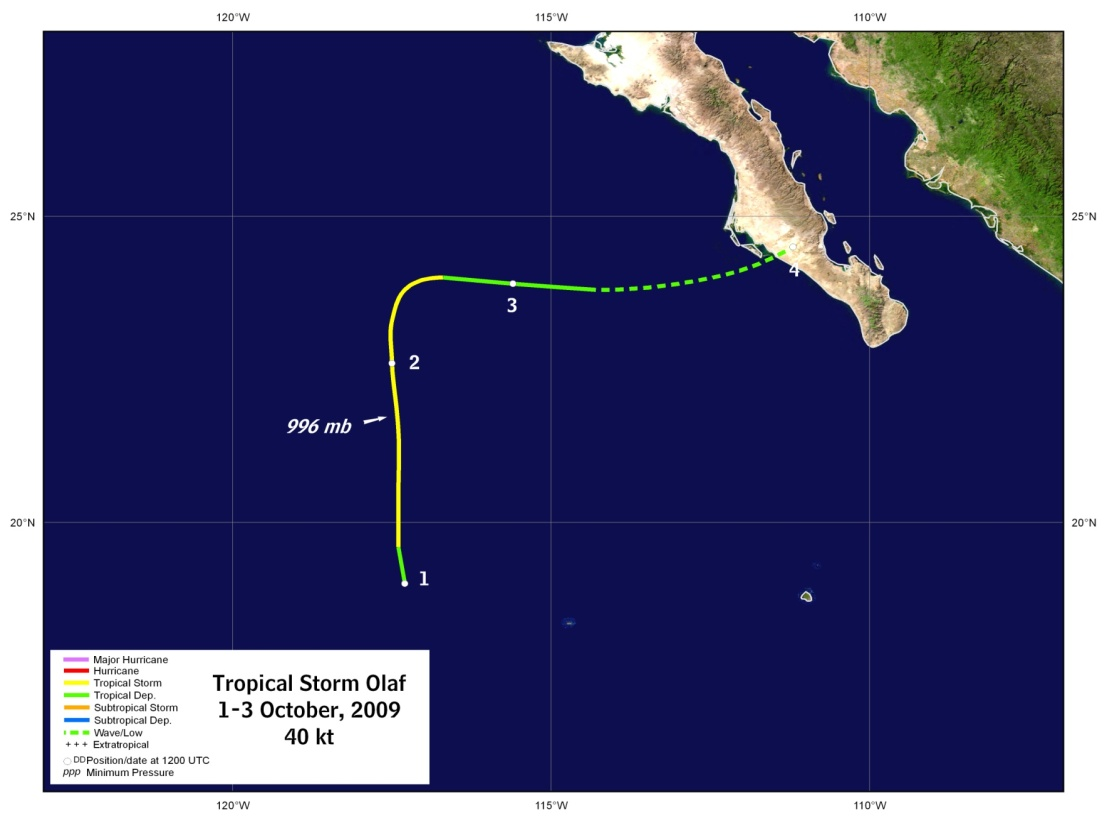 120°W 115°W 110°W
25°N 25°N
4
3
2
996 mb
20°N 20°N
1
Major Hurricane
Hurricane
Tropical Storm
Tropical Dep.
Subtropical Storm
Subtropical Dep.
Wave/Low
+ + + Extratropical
DD Position/date at 1200 UTC
ppp Minimum Pressure
Tropical Storm Olaf
1-3 October, 2009
40 kt
120°W 115°W 110°W